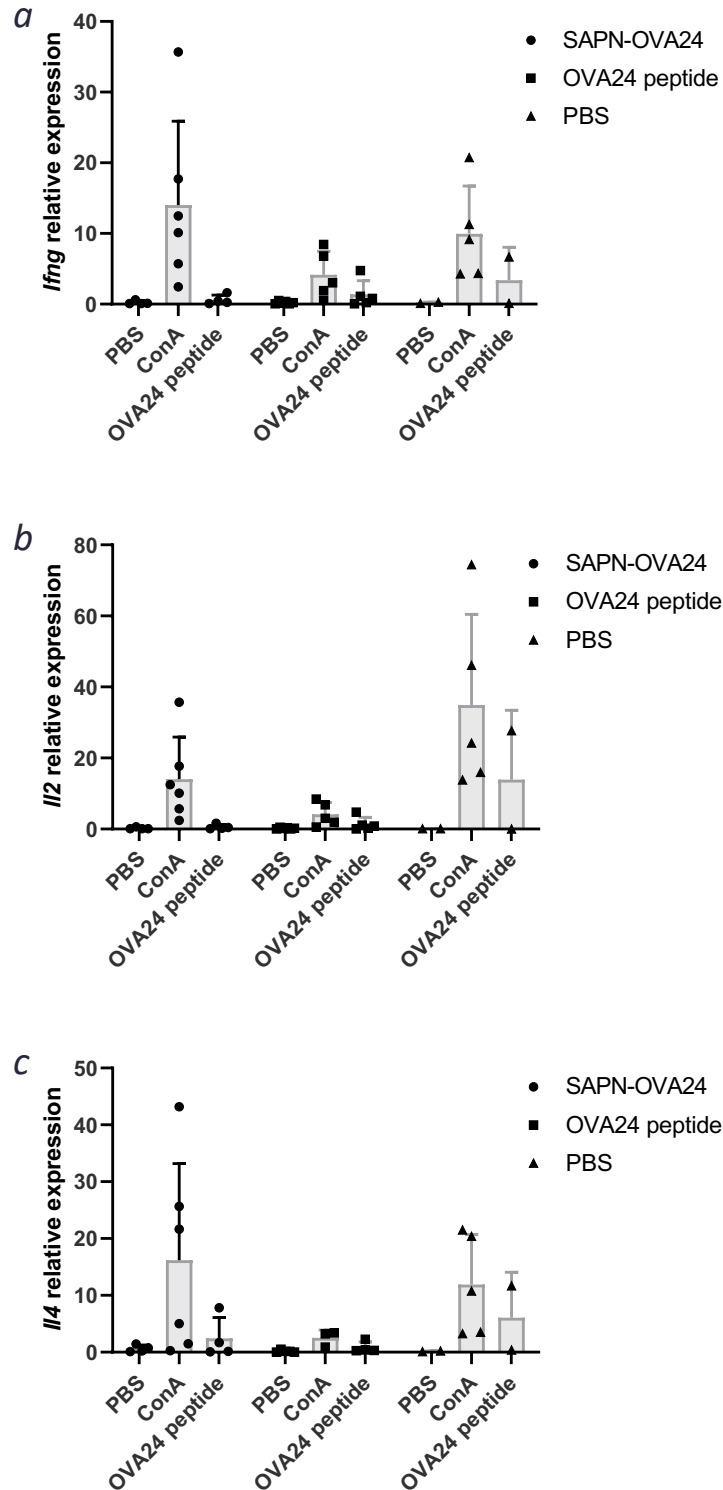 a
Ifng relative expression
40
30
20
10
0
SAPN-OVA24
OVA24 peptide
PBS
PBS
ConA
OVA24 peptide
PBS
ConA
OVA24 peptide
PBS
ConA
OVA24 peptide
b
Il2 relative expression
80
60
40
20
0
SAPN-OVA24
OVA24 peptide
PBS
PBS
ConA
OVA24 peptide
PBS
ConA
OVA24 peptide
PBS
ConA
OVA24 peptide
c
Il4 relative expression
50
40
30
20
10
0
SAPN-OVA24
OVA24 peptide
PBS
PBS
ConA
OVA24 peptide
PBS
ConA
OVA24 peptide
PBS
ConA
OVA24 peptide